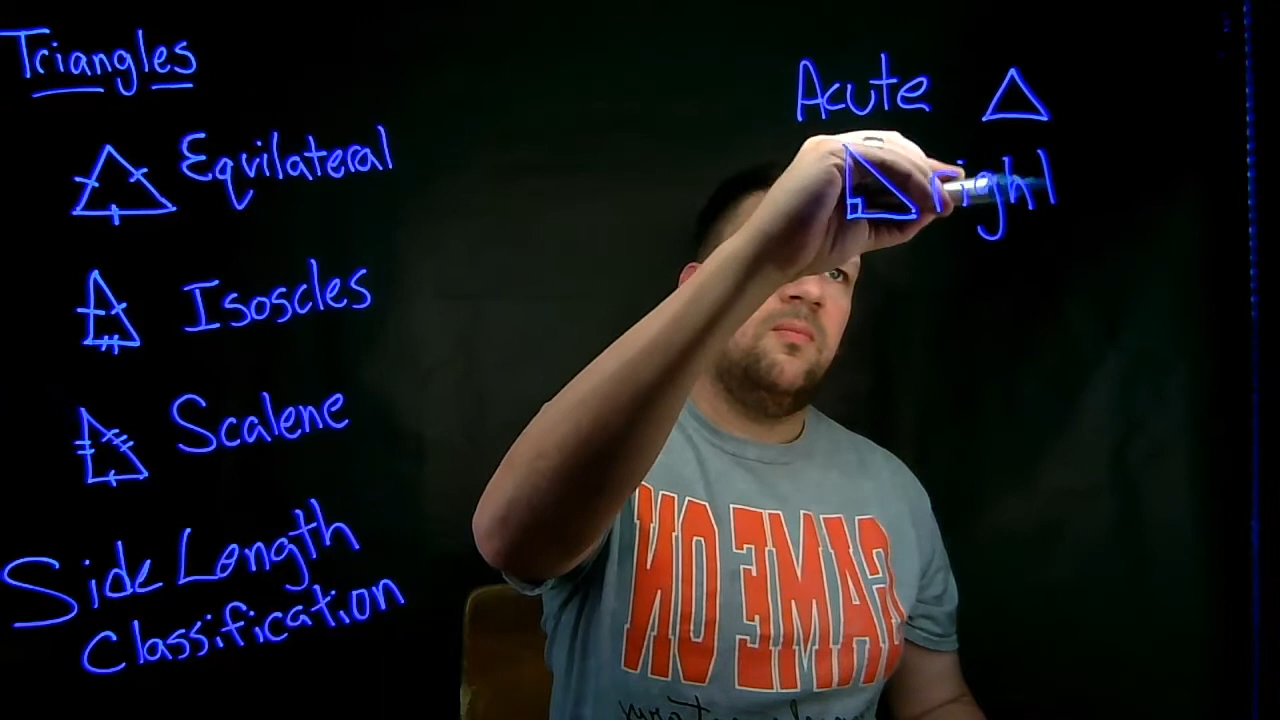 Triangles
Equilateral
Isoscles
Scalene
Side Length
Classification
Acute
right
GAME ON